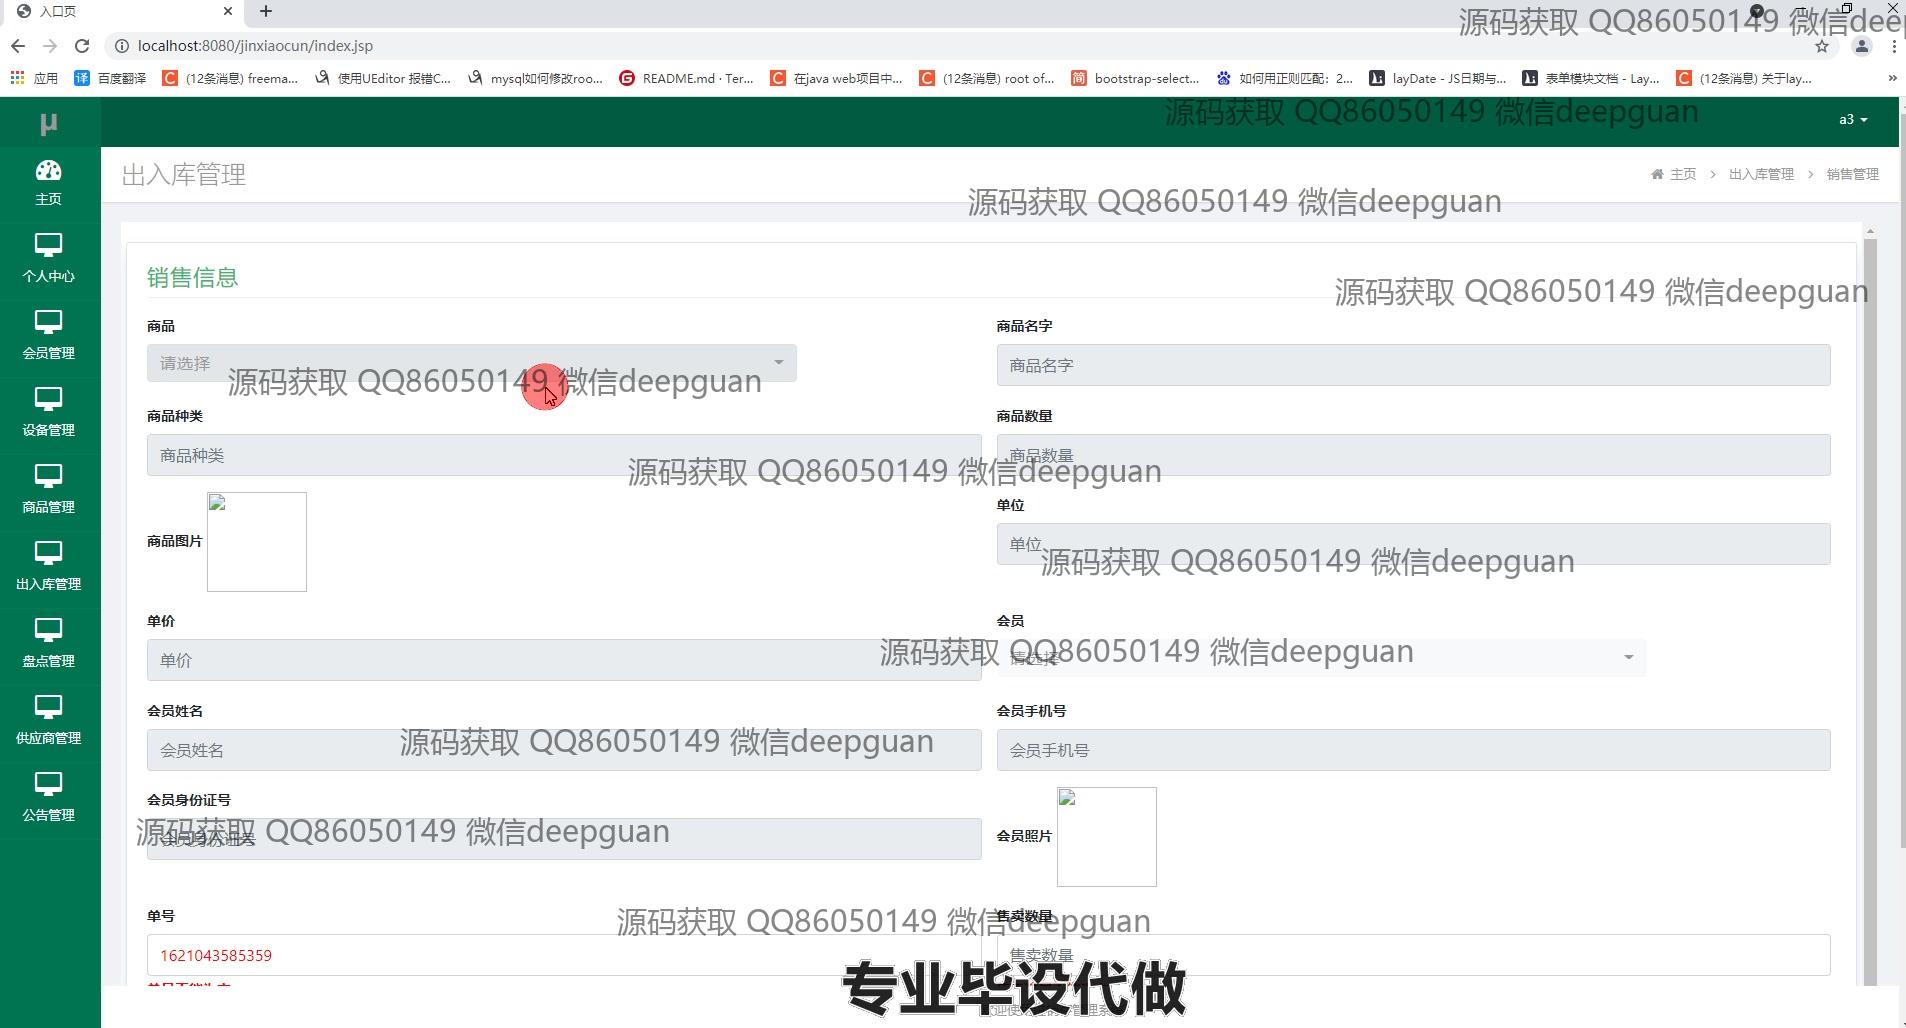 入口页
源码获取 QQ86050149 微信deep
localhost:8080/jinxiaocun/index.jsp
应用 百度翻译 (12条消息) freema... 使用UEditor 报错C... mysql如何修改roo... README.md · Ter... 在java web项目中... (12条消息) root of... bootstrap-select... 如何用正则匹配：2... layDate - JS日期与... 表单模块文档 - Lay... (12条消息) 关于lay... »
源码获取 QQ86050149 微信deepguan
μ
a3
主页
出入库管理
主页 > 出入库管理 > 销售管理
源码获取 QQ86050149 微信deepguan
个人中心
销售信息
源码获取 QQ86050149 微信deepguan
会员管理
商品
商品名字
请选择
商品名字
源码获取 QQ86050149 微信deepguan
设备管理
商品种类
商品数量
商品种类
商品数量
源码获取 QQ86050149 微信deepguan
商品管理
商品图片
单位
单位
源码获取 QQ86050149 微信deepguan
出入库管理
单价
会员
单价
请选择
源码获取 QQ86050149 微信deepguan
盘点管理
会员姓名
会员手机号
会员姓名
会员手机号
源码获取 QQ86050149 微信deepguan
供应商管理
会员身份证号
会员照片
会员身份证号
源码获取 QQ86050149 微信deepguan
公告管理
单号
售卖数量
源码获取 QQ86050149 微信deepguan
1621043585359
售卖数量
专业毕设代做